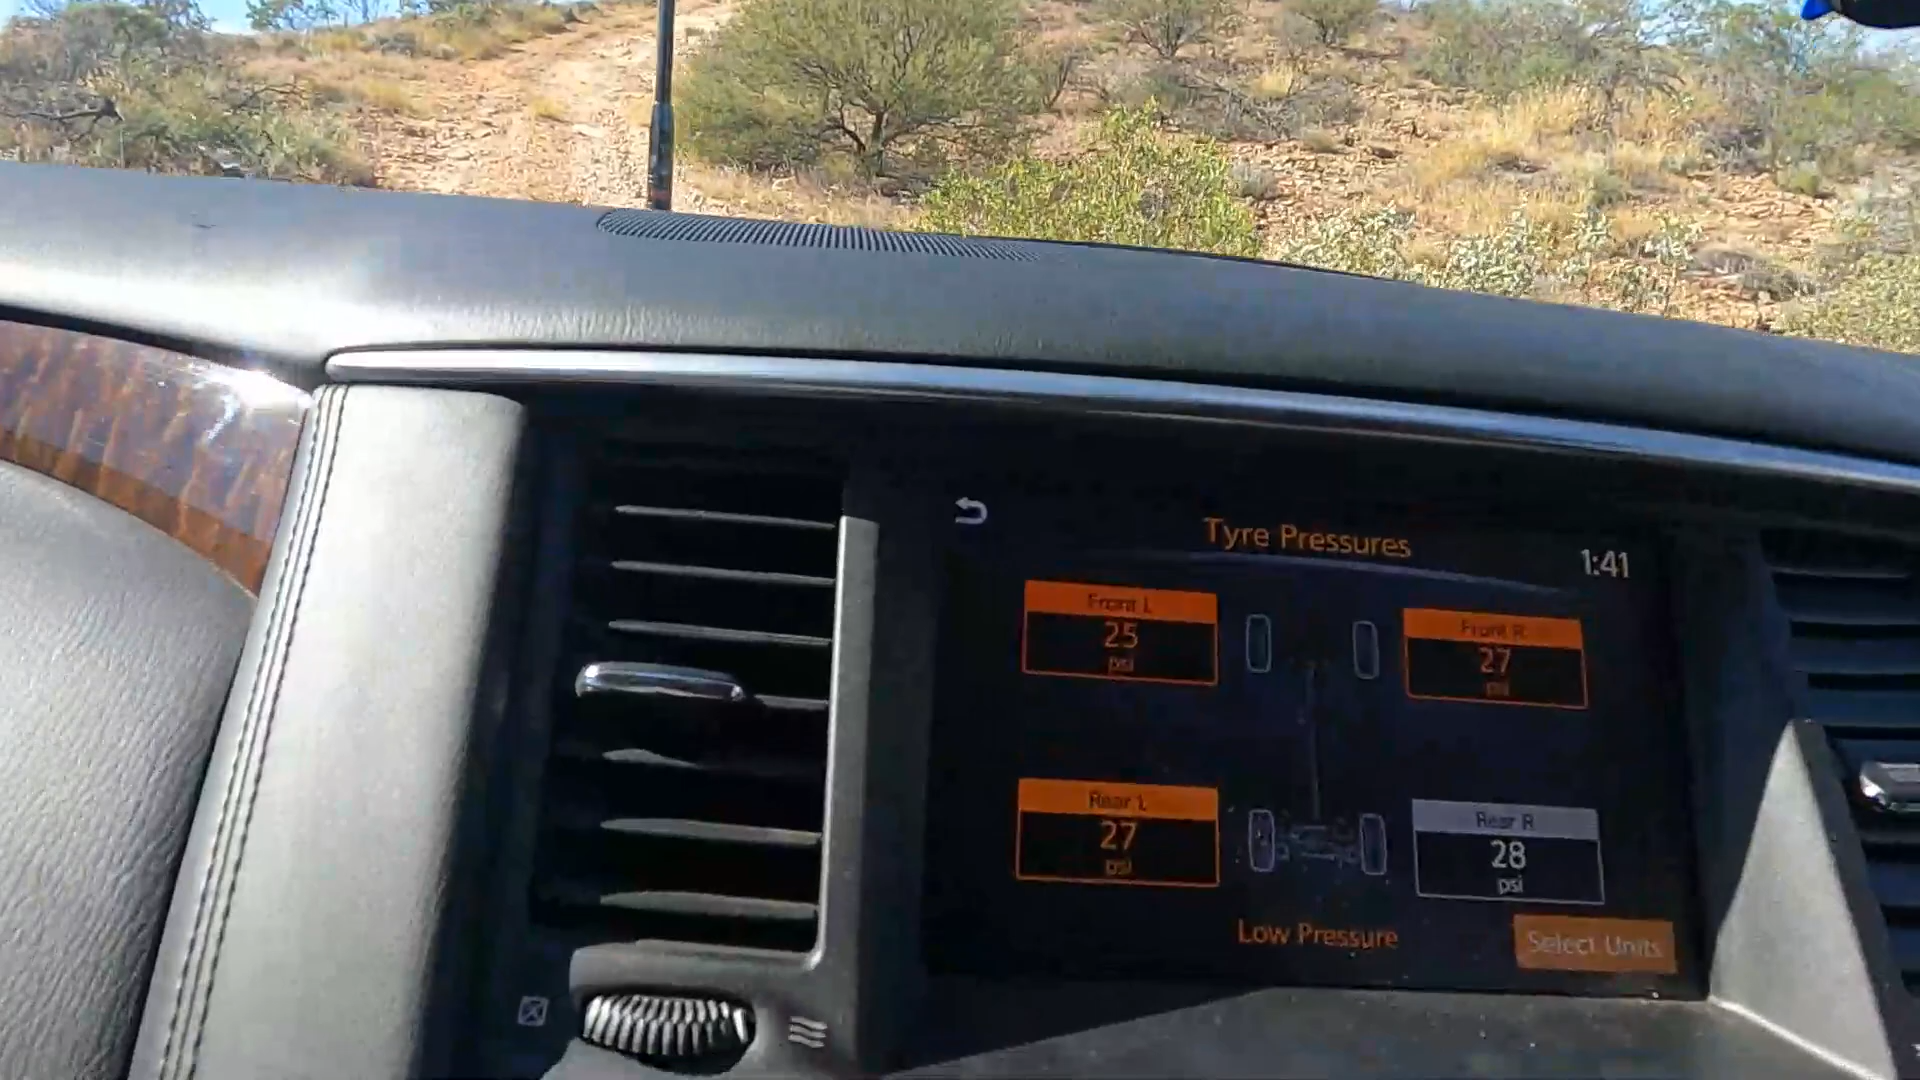 Tyre Pressures
1:41
Front L
25
psi
Front R
27
psi
Rear L
27
psi
Rear R
28
psi
Low Pressure
Select Units